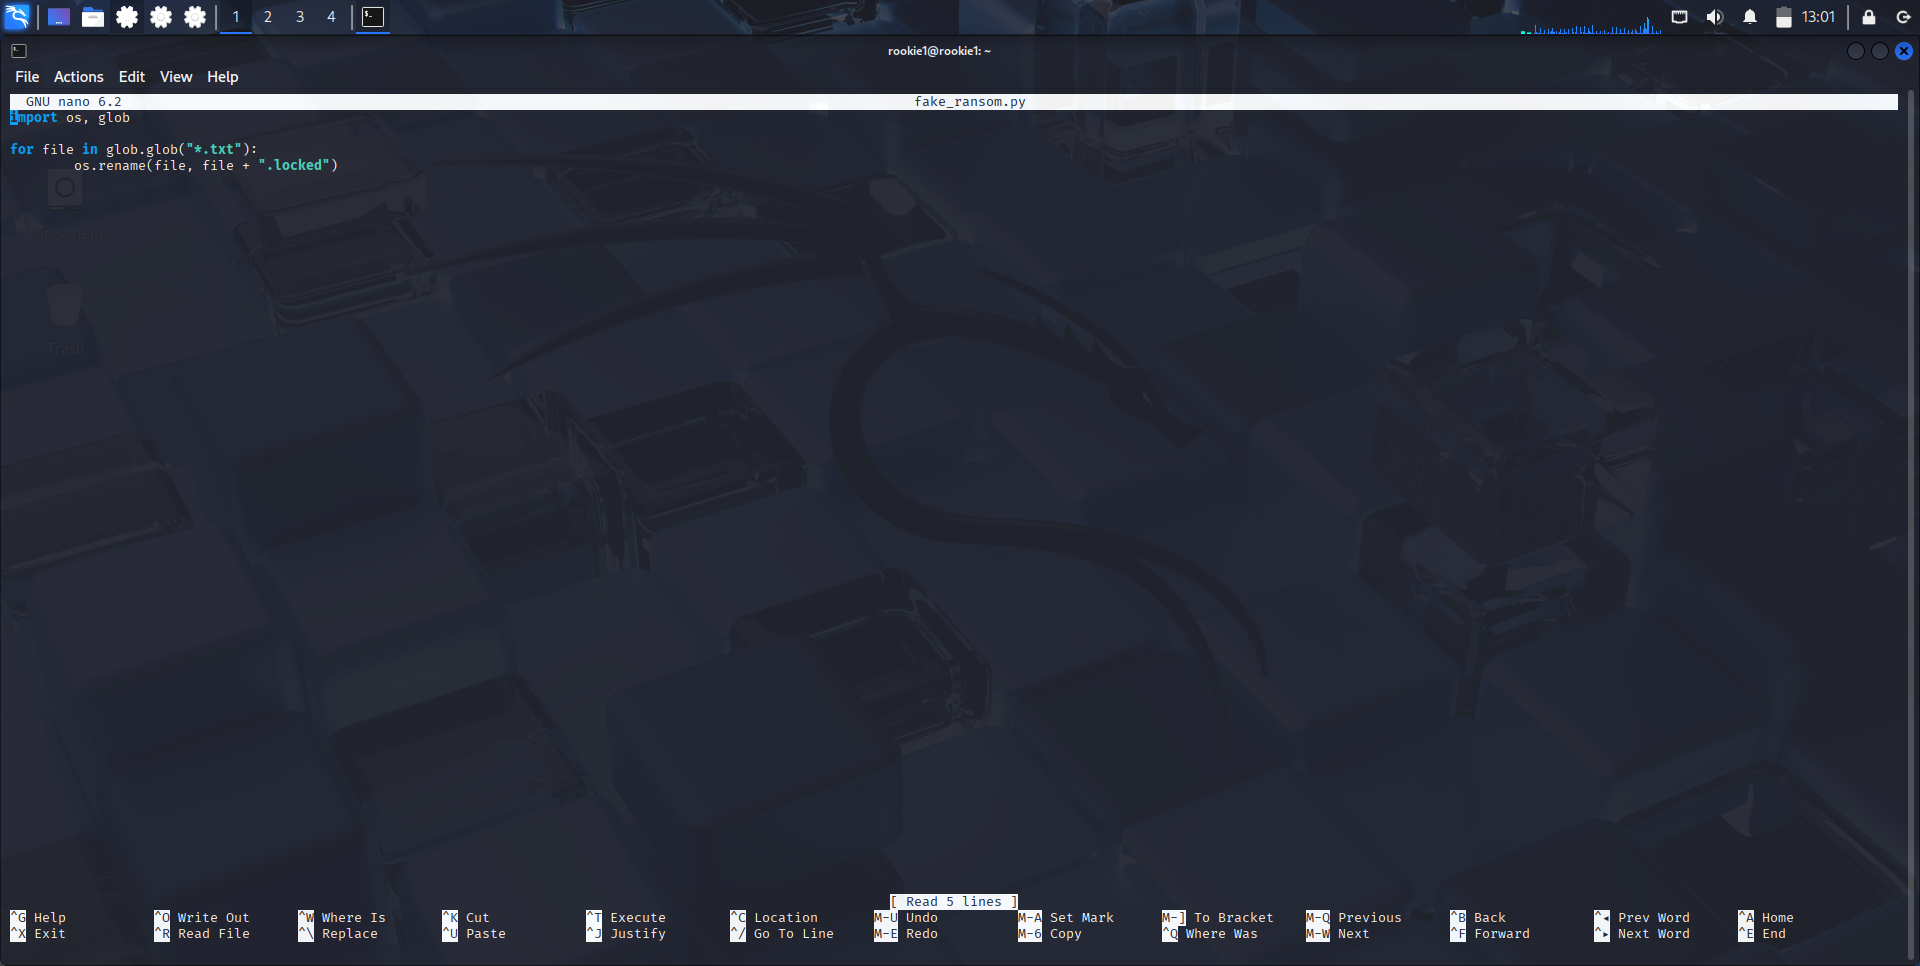 1 2 3 4 13:01
rookie1@rookie1: ~
File Actions Edit View Help
GNU nano 6.2 fake_ransom.py
import os, glob
for file in glob.glob("*.txt"):
os.rename(file, file + ".locked")
File System
Trash
[ Read 5 lines ]
^G Help ^O Write Out ^W Where Is ^K Cut ^T Execute ^C Location M-U Undo M-A Set Mark M-] To Bracket M-Q Previous ^B Back ^◂ Prev Word ^A Home
^X Exit ^R Read File ^\ Replace ^U Paste ^J Justify ^/ Go To Line M-E Redo M-6 Copy ^Q Where Was M-W Next ^F Forward ^▸ Next Word ^E End